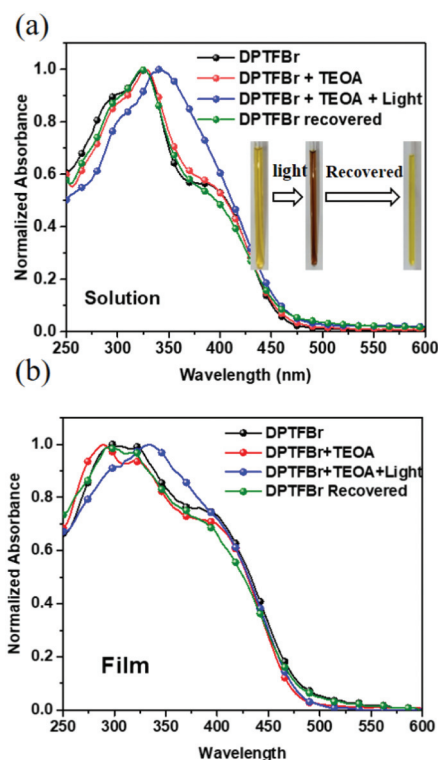 (a)
DPTFBr
DPTFBr + TEOA
DPTFBr + TEOA + Light
DPTFBr recovered
light
Recovered
Solution
Normalized Absorbance
1.0
0.8
0.6
0.4
0.2
0.0
250 300 350 400 450 500 550 600
Wavelength (nm)
(b)
DPTFBr
DPTFBr+TEOA
DPTFBr+TEOA+Light
DPTFBr Recovered
Film
Normalized Absorbance
1.0
0.8
0.6
0.4
0.2
0.0
250 300 350 400 450 500 550 600
Wavelength